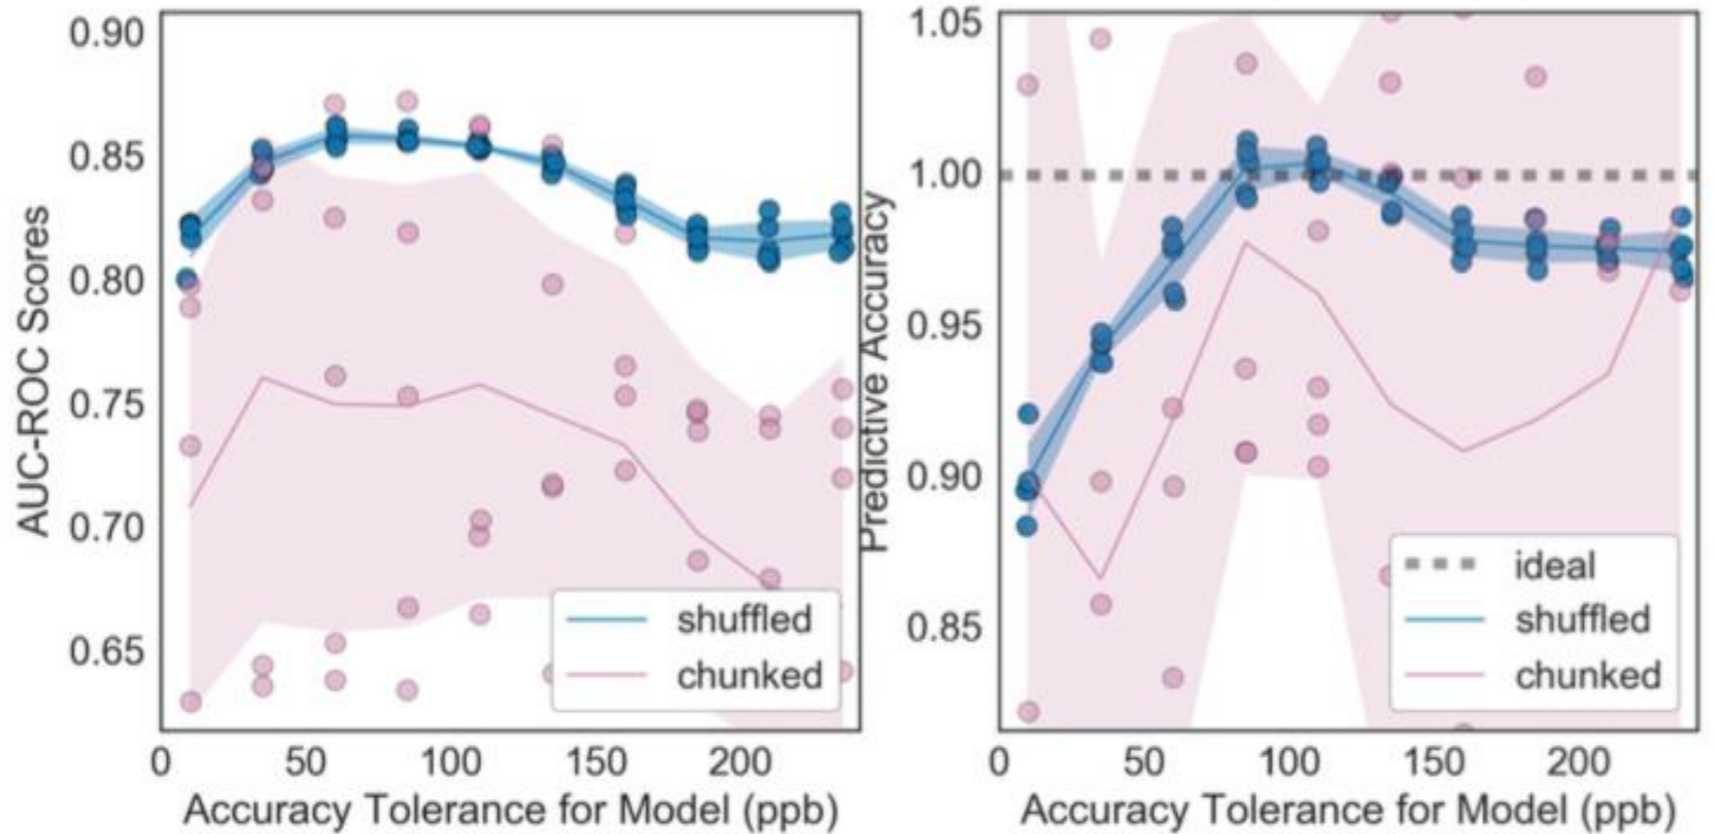 0.90
0.85
0.80
0.75
0.70
0.65
AUC-ROC Scores
0
50
100
150
200
Accuracy Tolerance for Model (ppb)
shuffled
chunked
1.05
1.00
0.95
0.90
0.85
Predictive Accuracy
0
50
100
150
200
Accuracy Tolerance for Model (ppb)
ideal
shuffled
chunked